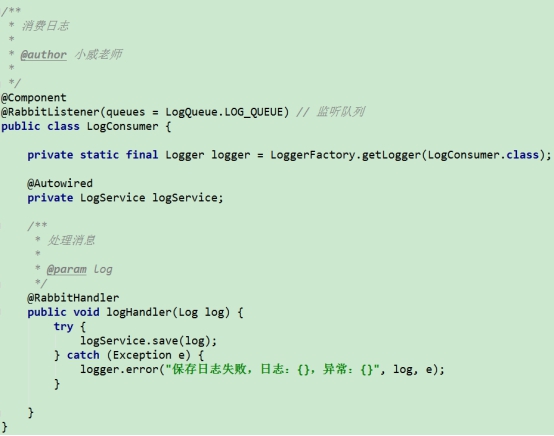 /**
 * 消费日志
 *
 * @author 小威老师
 *
 */
@Component
@RabbitListener(queues = LogQueue.LOG_QUEUE) // 监听队列
public class LogConsumer {
    private static final Logger logger = LoggerFactory.getLogger(LogConsumer.class);
    @Autowired
    private LogService logService;
    /**
     * 处理消息
     *
     * @param log
     */
    @RabbitHandler
    public void logHandler(Log log) {
        try {
            logService.save(log);
        } catch (Exception e) {
            logger.error("保存日志失败，日志：{}，异常：{}", log, e);
        }
    }
}